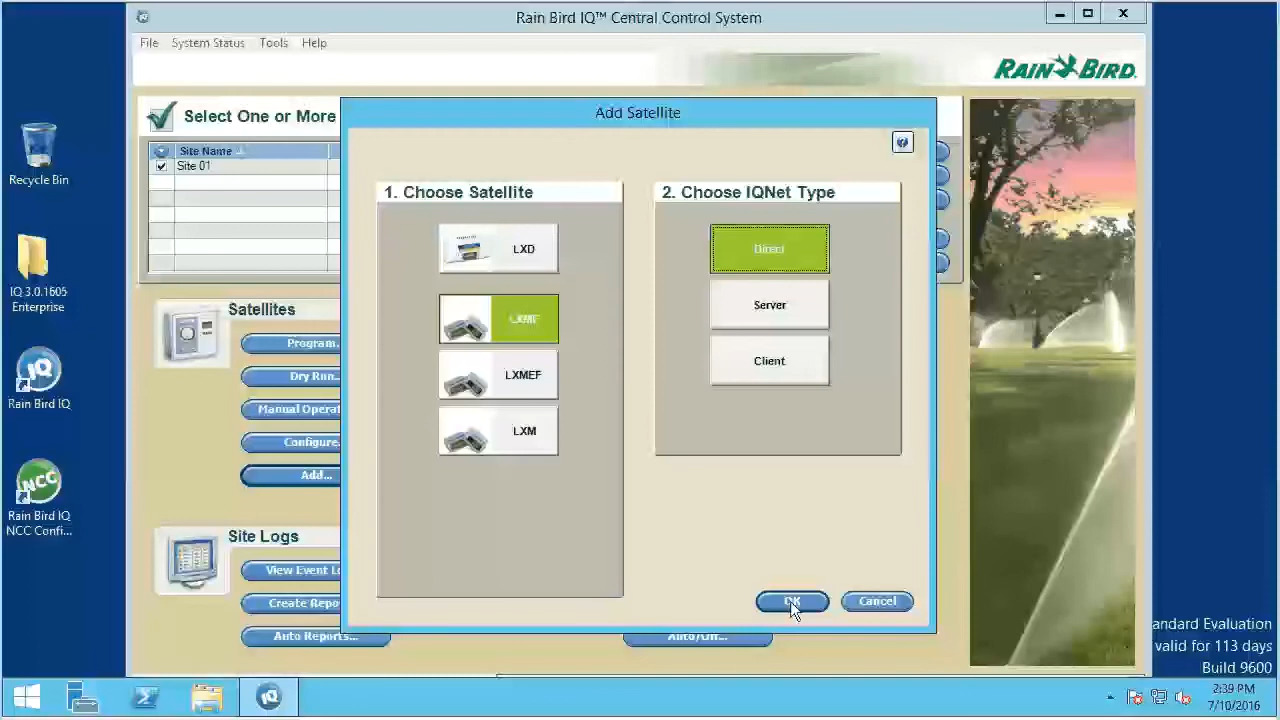 Rain Bird IQ™ Central Control System
File System Status Tools Help
RAIN BIRD.
Select One or More
Add Satellite
Site Name
Site 01
1. Choose Satellite
2. Choose IQNet Type
LXD
Direct
LXME
Server
LXMEF
Client
LXM
OK
Cancel
Satellites
Program.
Dry Run..
Manual Operat
Configure.
Add...
Site Logs
View Event Lo
Create Repo
Auto Reports...
Auto/Off...
Recycle Bin
IQ 3.0.1605
Enterprise
IQ
Rain Bird IQ
NCC
Rain Bird IQ
NCC Confi...
andard Evaluation
valid for 113 days
Build 9600
2:39 PM
7/10/2016